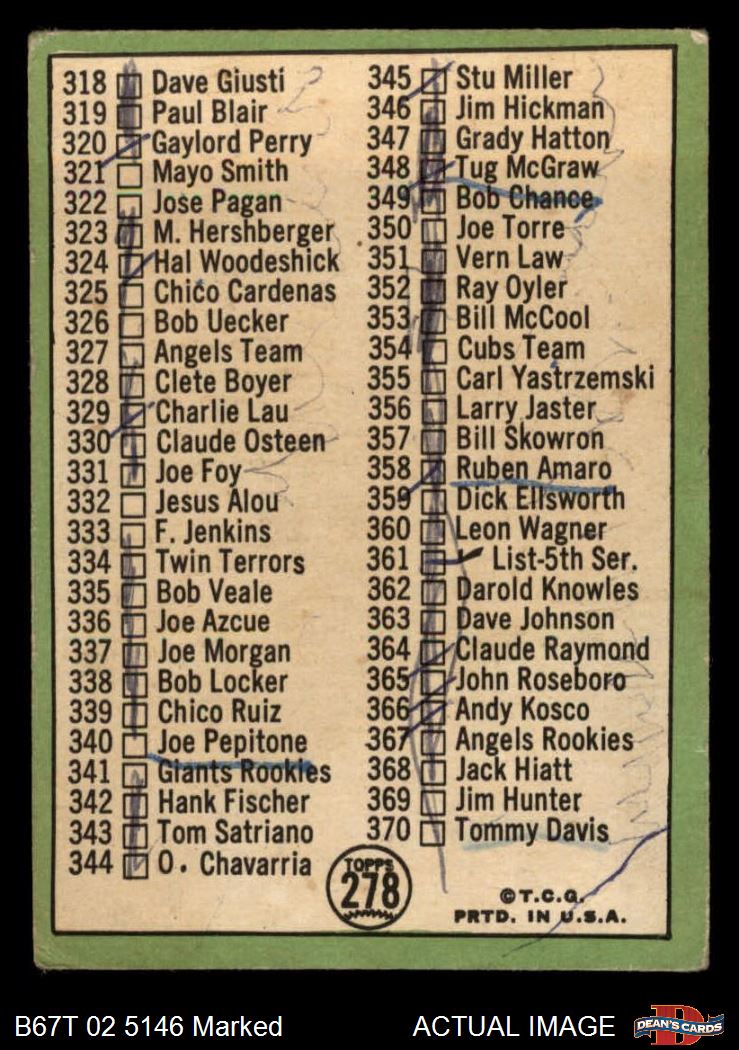 318 Dave Giusti
319 Paul Blair
320 Gaylord Perry
321 Mayo Smith
322 Jose Pagan
323 M. Hershberger
324 Hal Woodeshick
325 Chico Cardenas
326 Bob Uecker
327 Angels Team
328 Clete Boyer
329 Charlie Lau
330 Claude Osteen
331 Joe Foy
332 Jesus Alou
333 F. Jenkins
334 Twin Terrors
335 Bob Veale
336 Joe Azcue
337 Joe Morgan
338 Bob Locker
339 Chico Ruiz
340 Joe Pepitone
341 Giants Rookies
342 Hank Fischer
343 Tom Satriano
344 O. Chavarria
345 Stu Miller
346 Jim Hickman
347 Grady Hatton
348 Tug McGraw
349 Bob Chance
350 Joe Torre
351 Vern Law
352 Ray Oyler
353 Bill McCool
354 Cubs Team
355 Carl Yastrzemski
356 Larry Jaster
357 Bill Skowron
358 Ruben Amaro
359 Dick Ellsworth
360 Leon Wagner
361 ✓ List-5th Ser.
362 Darold Knowles
363 Dave Johnson
364 Claude Raymond
365 John Roseboro
366 Andy Kosco
367 Angels Rookies
368 Jack Hiatt
369 Jim Hunter
370 Tommy Davis
TOPPS
278
©T.C.G.
PRTD. IN U.S.A.
B67T 02 5146 Marked
ACTUAL IMAGE
DEAN'S CARDS